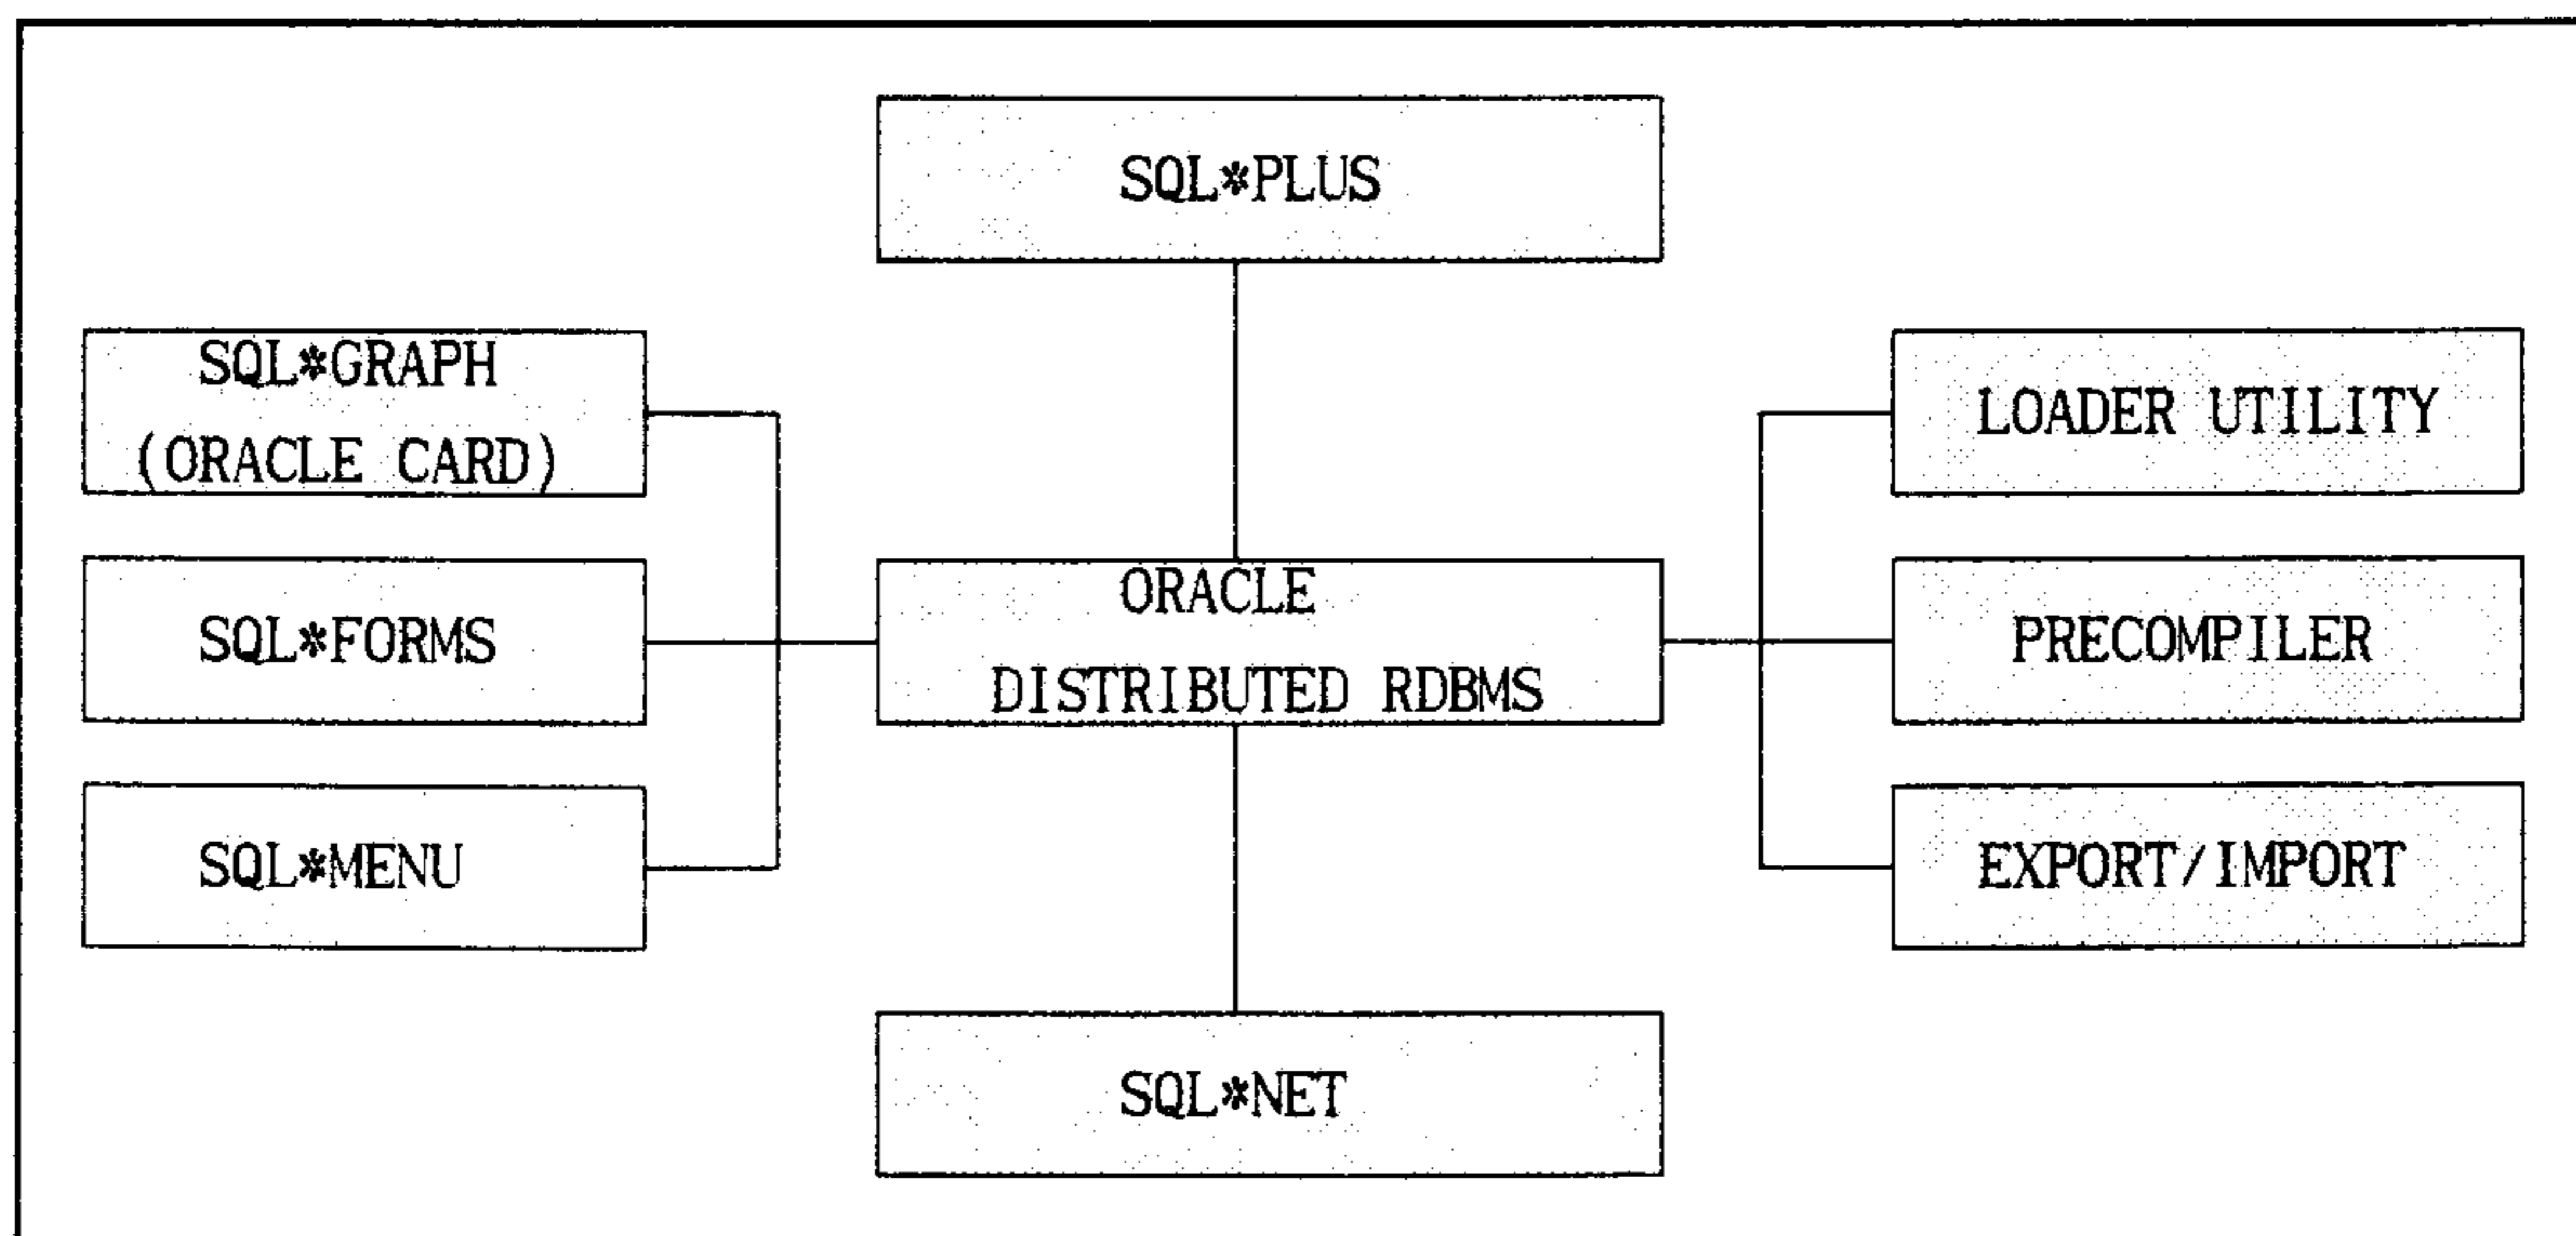 SQL*PLUS
SQL*GRAPH
(ORACLE CARD)
LOADER UTILITY
SQL*FORMS
ORACLE
DISTRIBUTED RDBMS
PRECOMPILER
SQL*MENU
EXPORT/IMPORT
SQL*NET